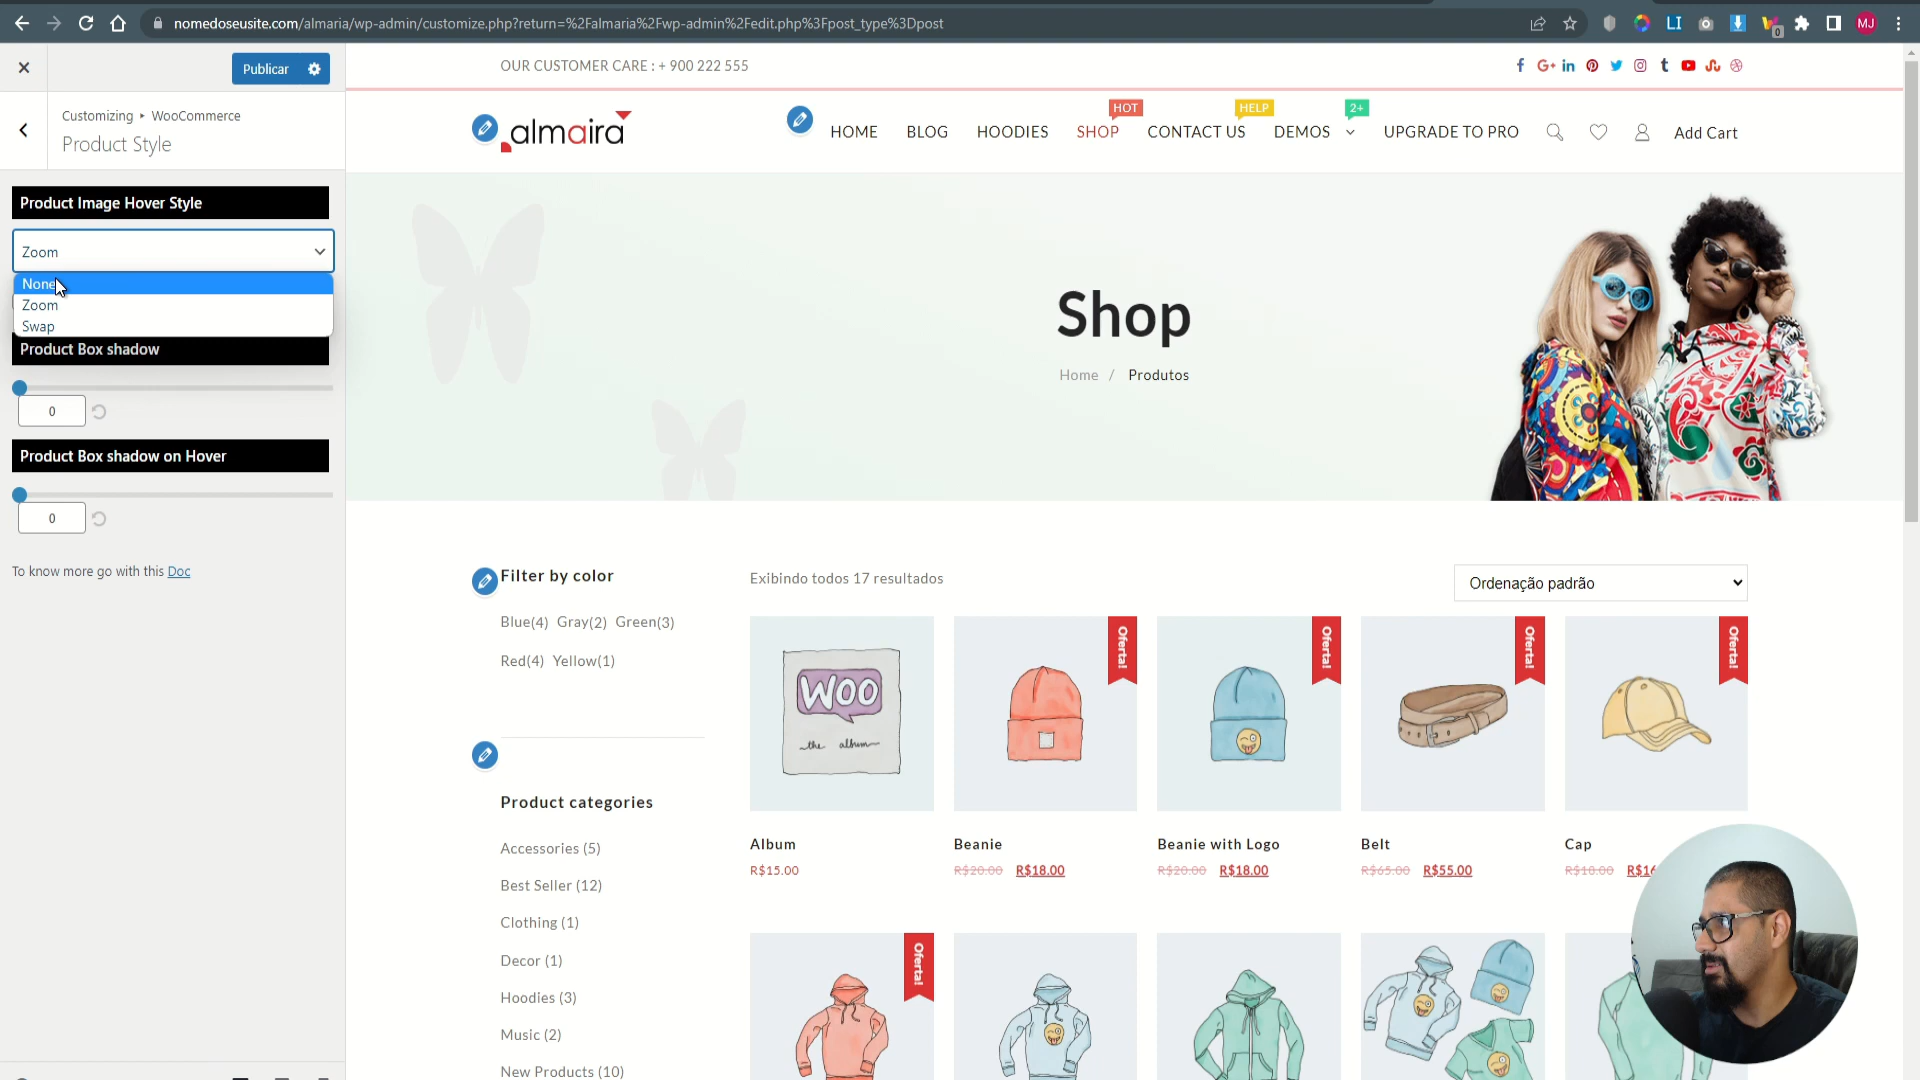 nomedoseusite.com/almaria/wp-admin/customize.php?return=%2Falmaria%2Fwp-admin%2Fedit.php%3Fpost_type%3Dpost
LI
0
MJ
Publicar
Customizing ▸ WooCommerce
Product Style
Product Image Hover Style
Zoom
None
Zoom
Swap
Product Box shadow
0
Product Box shadow on Hover
0
To know more go with this Doc
OUR CUSTOMER CARE : + 900 222 555
almaira
HOT
HELP
2+
HOME BLOG HOODIES SHOP CONTACT US DEMOS UPGRADE TO PRO Add Cart
Shop
Home / Produtos
Filter by color
Blue(4) Gray(2) Green(3)
Red(4) Yellow(1)
Product categories
Accessories (5)
Best Seller (12)
Clothing (1)
Decor (1)
Hoodies (3)
Music (2)
New Products (10)
Exibindo todos 17 resultados
Ordenação padrão
WOO
the album
Oferta!
Oferta!
Oferta!
Oferta!
Album
R$15.00
Beanie
R$20.00 R$18.00
Beanie with Logo
R$20.00 R$18.00
Belt
R$65.00 R$55.00
Cap
R$18.00
Oferta!